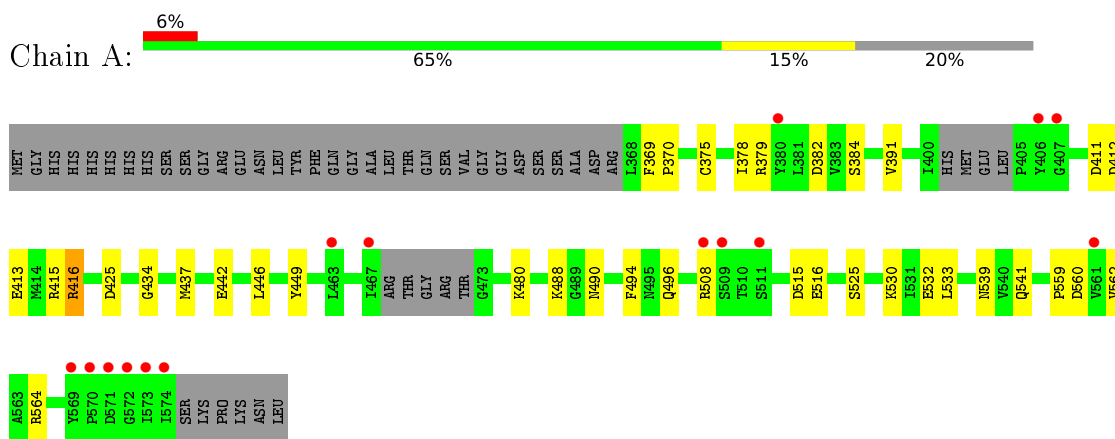 6%
Chain A:
65% 15% 20%
MET GLY HIS HIS HIS HIS HIS HIS SER SER GLY ARG GLU ASN LEU TYR PHE GLN GLY ALA LEU THR GLN SER VAL GLY GLY ASP SER SER ALA ASP ARG L368 F369 P370 C375 I378 R379 Y380 L381 D382 V383 S384 V391 I400 HIS MET GLU LEU P405 Y406 G407 D411 D412
E413 M414 R415 R416 D425 G434 M437 E442 L446 Y449 L463 I467 ARG THR GLY ARG THR G473 K480 K488 G489 N490 F494 N495 Q496 R508 S509 T510 S511 D515 E516 S525 K530 I531 E532 L533 N539 V540 Q541 P559 D560 V561 V562
A563 R564 Y569 P570 D571 G572 I573 I574 SER LYS PRO LYS ASN LEU